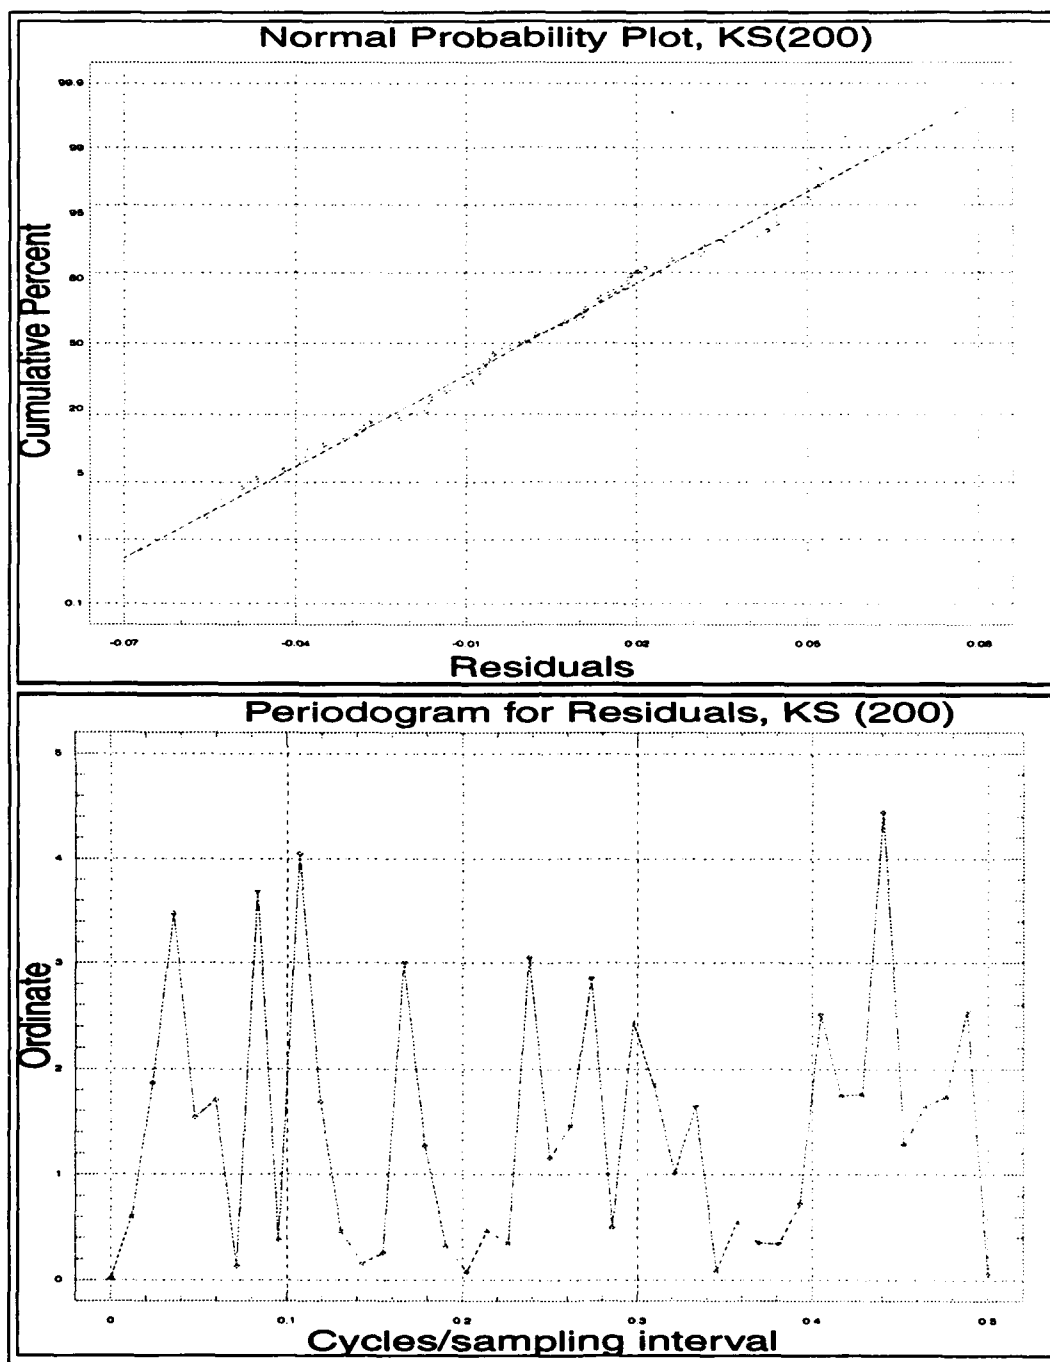 Normal Probability Plot, KS(200)
99.9
99
95
80
50
20
5
1
0.1
Cumulative Percent
-0.07 -0.04 -0.01 0.02 0.05 0.08
Residuals
Periodogram for Residuals, KS (200)
5
4
3
2
1
0
Ordinate
0 0.1 0.2 0.3 0.4 0.5
Cycles/sampling interval